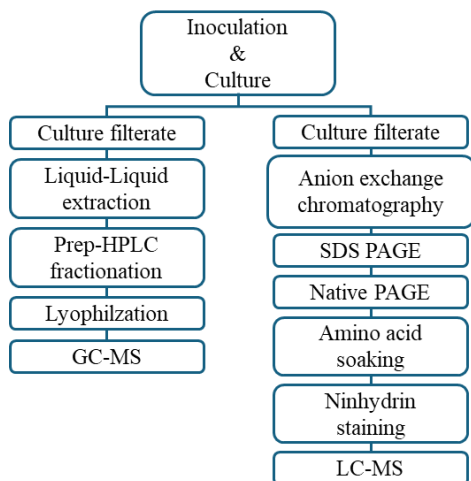 Inoculation
&
Culture
Culture filterate
Liquid-Liquid
extraction
Prep-HPLC
fractionation
Lyophilzation
GC-MS
Culture filterate
Anion exchange
chromatography
SDS PAGE
Native PAGE
Amino acid
soaking
Ninhydrin
staining
LC-MS